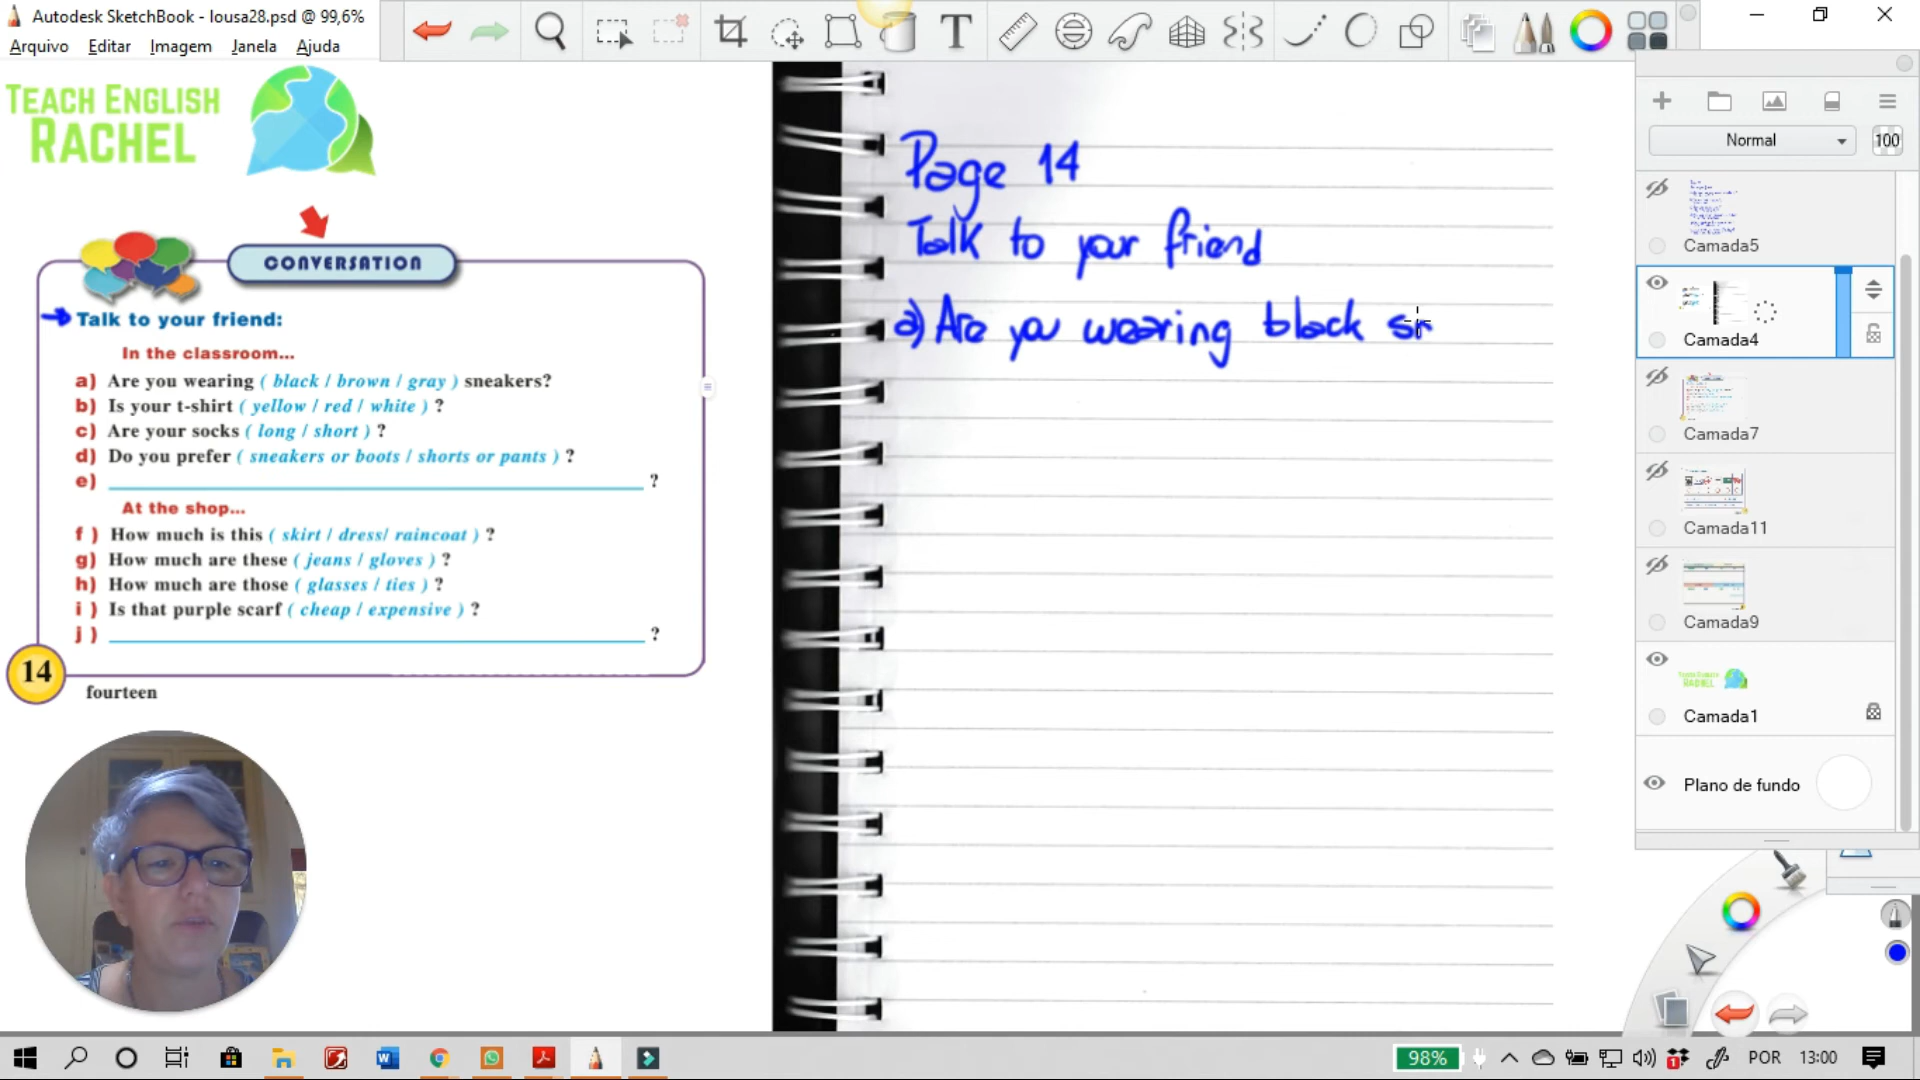 Autodesk SketchBook - lousa28.psd @ 99,6%
Arquivo Editar Imagem Janela Ajuda
TEACH ENGLISH
RACHEL
CONVERSATION
Talk to your friend:
In the classroom...
a) Are you wearing ( black / brown / gray ) sneakers?
b) Is your t-shirt ( yellow / red / white ) ?
c) Are your socks ( long / short ) ?
d) Do you prefer ( sneakers or boots / shorts or pants ) ?
e) ?
At the shop...
f ) How much is this ( skirt / dress/ raincoat ) ?
g) How much are these ( jeans / gloves ) ?
h) How much are those ( glasses / ties ) ?
i ) Is that purple scarf ( cheap / expensive ) ?
j ) ?
14
fourteen
Page 14
Talk to your friend
a) Are you wearing black sn
Normal
100
Camada5
Camada4
Camada7
Camada11
Camada9
Camada1
Plano de fundo
98%
POR
13:00